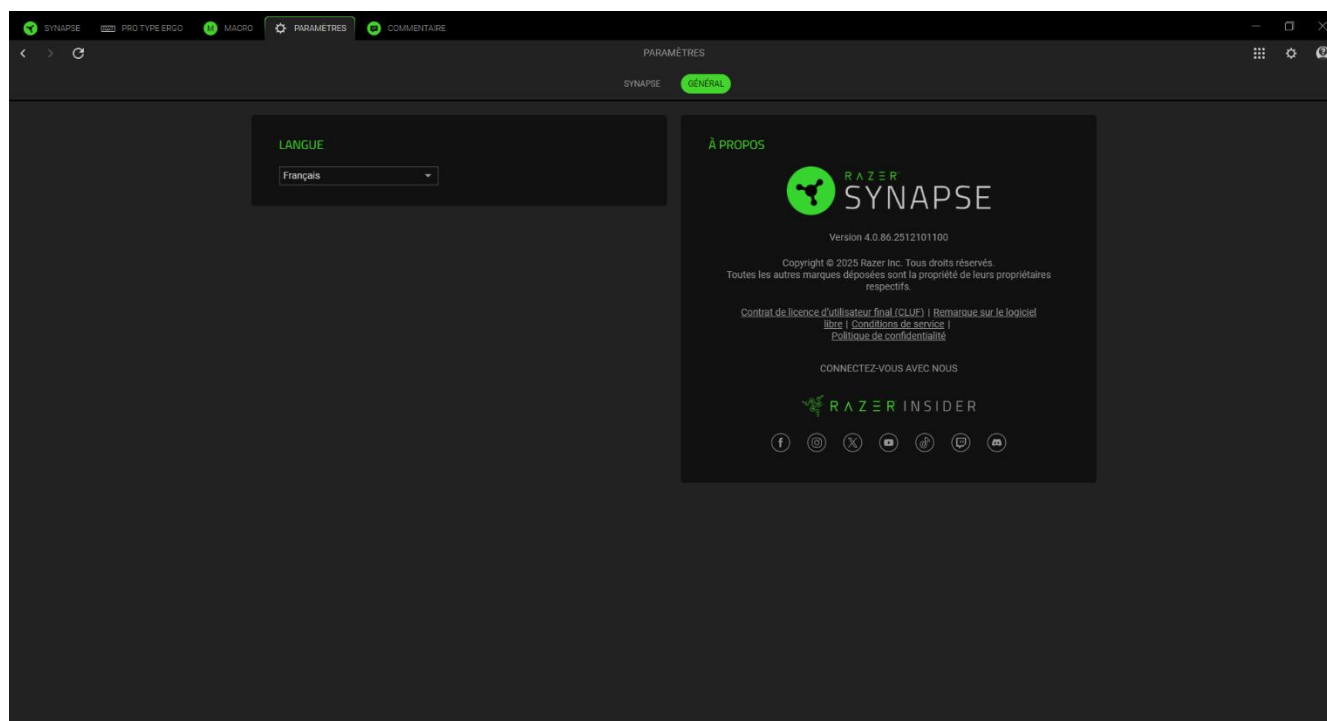 SYNAPSE PRO TYPE ERGO MACRO PARAMÈTRES COMMENTAIRE
PARAMÈTRES
SYNAPSE GÉNÉRAL
LANGUE
Français
À PROPOS
RAZER
SYNAPSE
Version 4.0.86.2512101100
Copyright © 2025 Razer Inc. Tous droits réservés.
Toutes les autres marques déposées sont la propriété de leurs propriétaires
respectifs.
Contrat de licence d'utilisateur final (CLUF) | Remarque sur le logiciel
libre | Conditions de service |
Politique de confidentialité
CONNECTEZ-VOUS AVEC NOUS
RAZER INSIDER